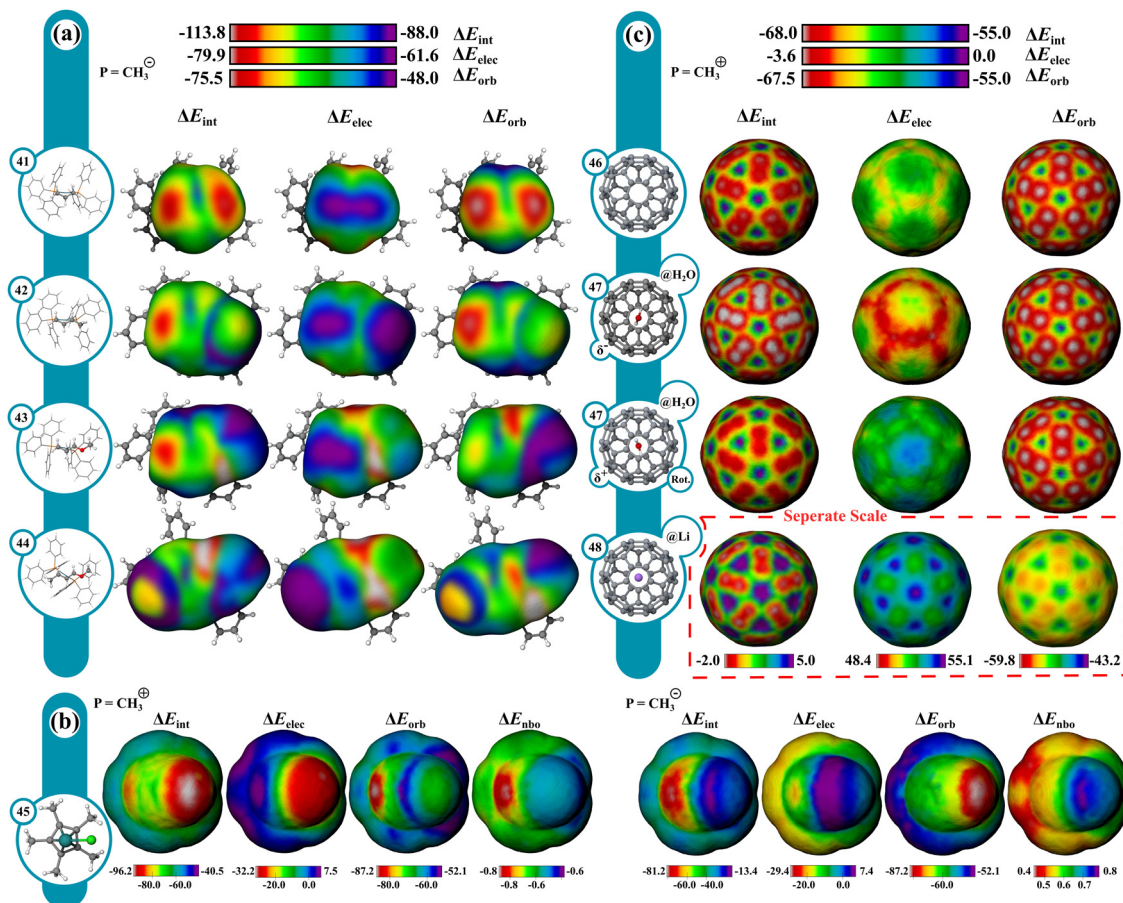 (a)
P = CH3⊖
-113.8 -88.0 ΔEint
-79.9 -61.6 ΔEelec
-75.5 -48.0 ΔEorb
ΔEint ΔEelec ΔEorb
41
42
43
44
(c)
P = CH3⊕
-68.0 -55.0 ΔEint
-3.6 0.0 ΔEelec
-67.5 -55.0 ΔEorb
ΔEint ΔEelec ΔEorb
46
47 @H2O
δ-
47 @H2O
δ+ Rot.
Seperate Scale
48 @Li
-2.0 5.0 48.4 55.1 -59.8 -43.2
(b)
P = CH3⊕
ΔEint ΔEelec ΔEorb ΔEnbo
45
-96.2 -40.5 -32.2 7.5 -87.2 -52.1 -0.8 -0.6
-80.0 -60.0 -20.0 0.0 -80.0 -60.0 -0.8 -0.6
P = CH3⊖
ΔEint ΔEelec ΔEorb ΔEnbo
-81.2 -13.4 -29.4 7.4 -87.2 -52.1 0.4 0.8
-60.0 -40.0 -20.0 0.0 -60.0 0.5 0.6 0.7